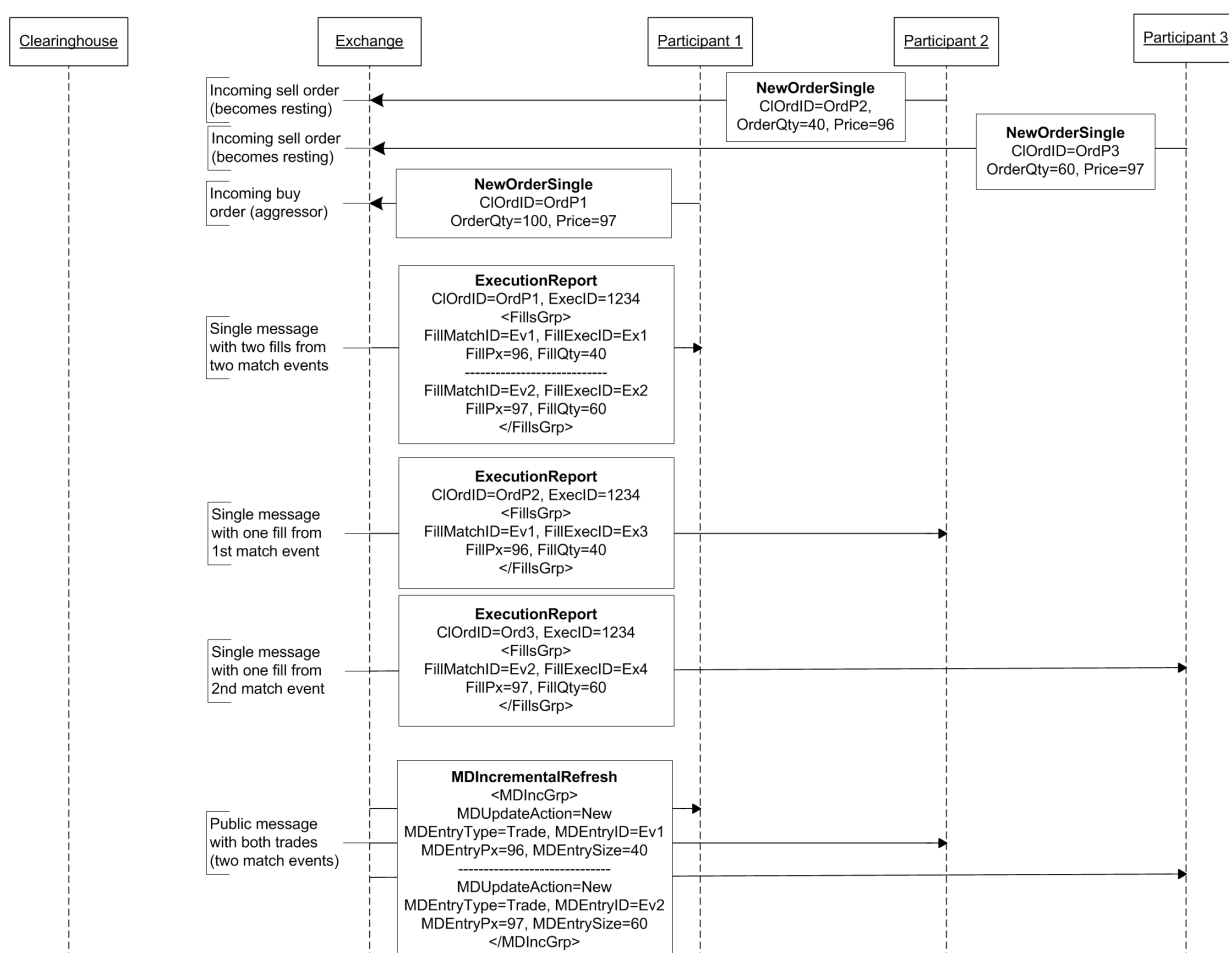 Clearinghouse
Exchange
Participant 1
Participant 2
Participant 3
Incoming sell order
(becomes resting)
NewOrderSingle
ClOrdID=OrdP2,
OrderQty=40, Price=96
Incoming sell order
(becomes resting)
NewOrderSingle
ClOrdID=OrdP3
OrderQty=60, Price=97
Incoming buy
order (aggressor)
NewOrderSingle
ClOrdID=OrdP1
OrderQty=100, Price=97
Single message
with two fills from
two match events
ExecutionReport
ClOrdID=OrdP1, ExecID=1234
<FillsGrp>
FillMatchID=Ev1, FillExecID=Ex1
FillPx=96, FillQty=40
----------------------------
FillMatchID=Ev2, FillExecID=Ex2
FillPx=97, FillQty=60
</FillsGrp>
Single message
with one fill from
1st match event
ExecutionReport
ClOrdID=OrdP2, ExecID=1234
<FillsGrp>
FillMatchID=Ev1, FillExecID=Ex3
FillPx=96, FillQty=40
</FillsGrp>
Single message
with one fill from
2nd match event
ExecutionReport
ClOrdID=Ord3, ExecID=1234
<FillsGrp>
FillMatchID=Ev2, FillExecID=Ex4
FillPx=97, FillQty=60
</FillsGrp>
Public message
with both trades
(two match events)
MDIncrementalRefresh
<MDIncGrp>
MDUpdateAction=New
MDEntryType=Trade, MDEntryID=Ev1
MDEntryPx=96, MDEntrySize=40
------------------------------
MDUpdateAction=New
MDEntryType=Trade, MDEntryID=Ev2
MDEntryPx=97, MDEntrySize=60
</MDIncGrp>